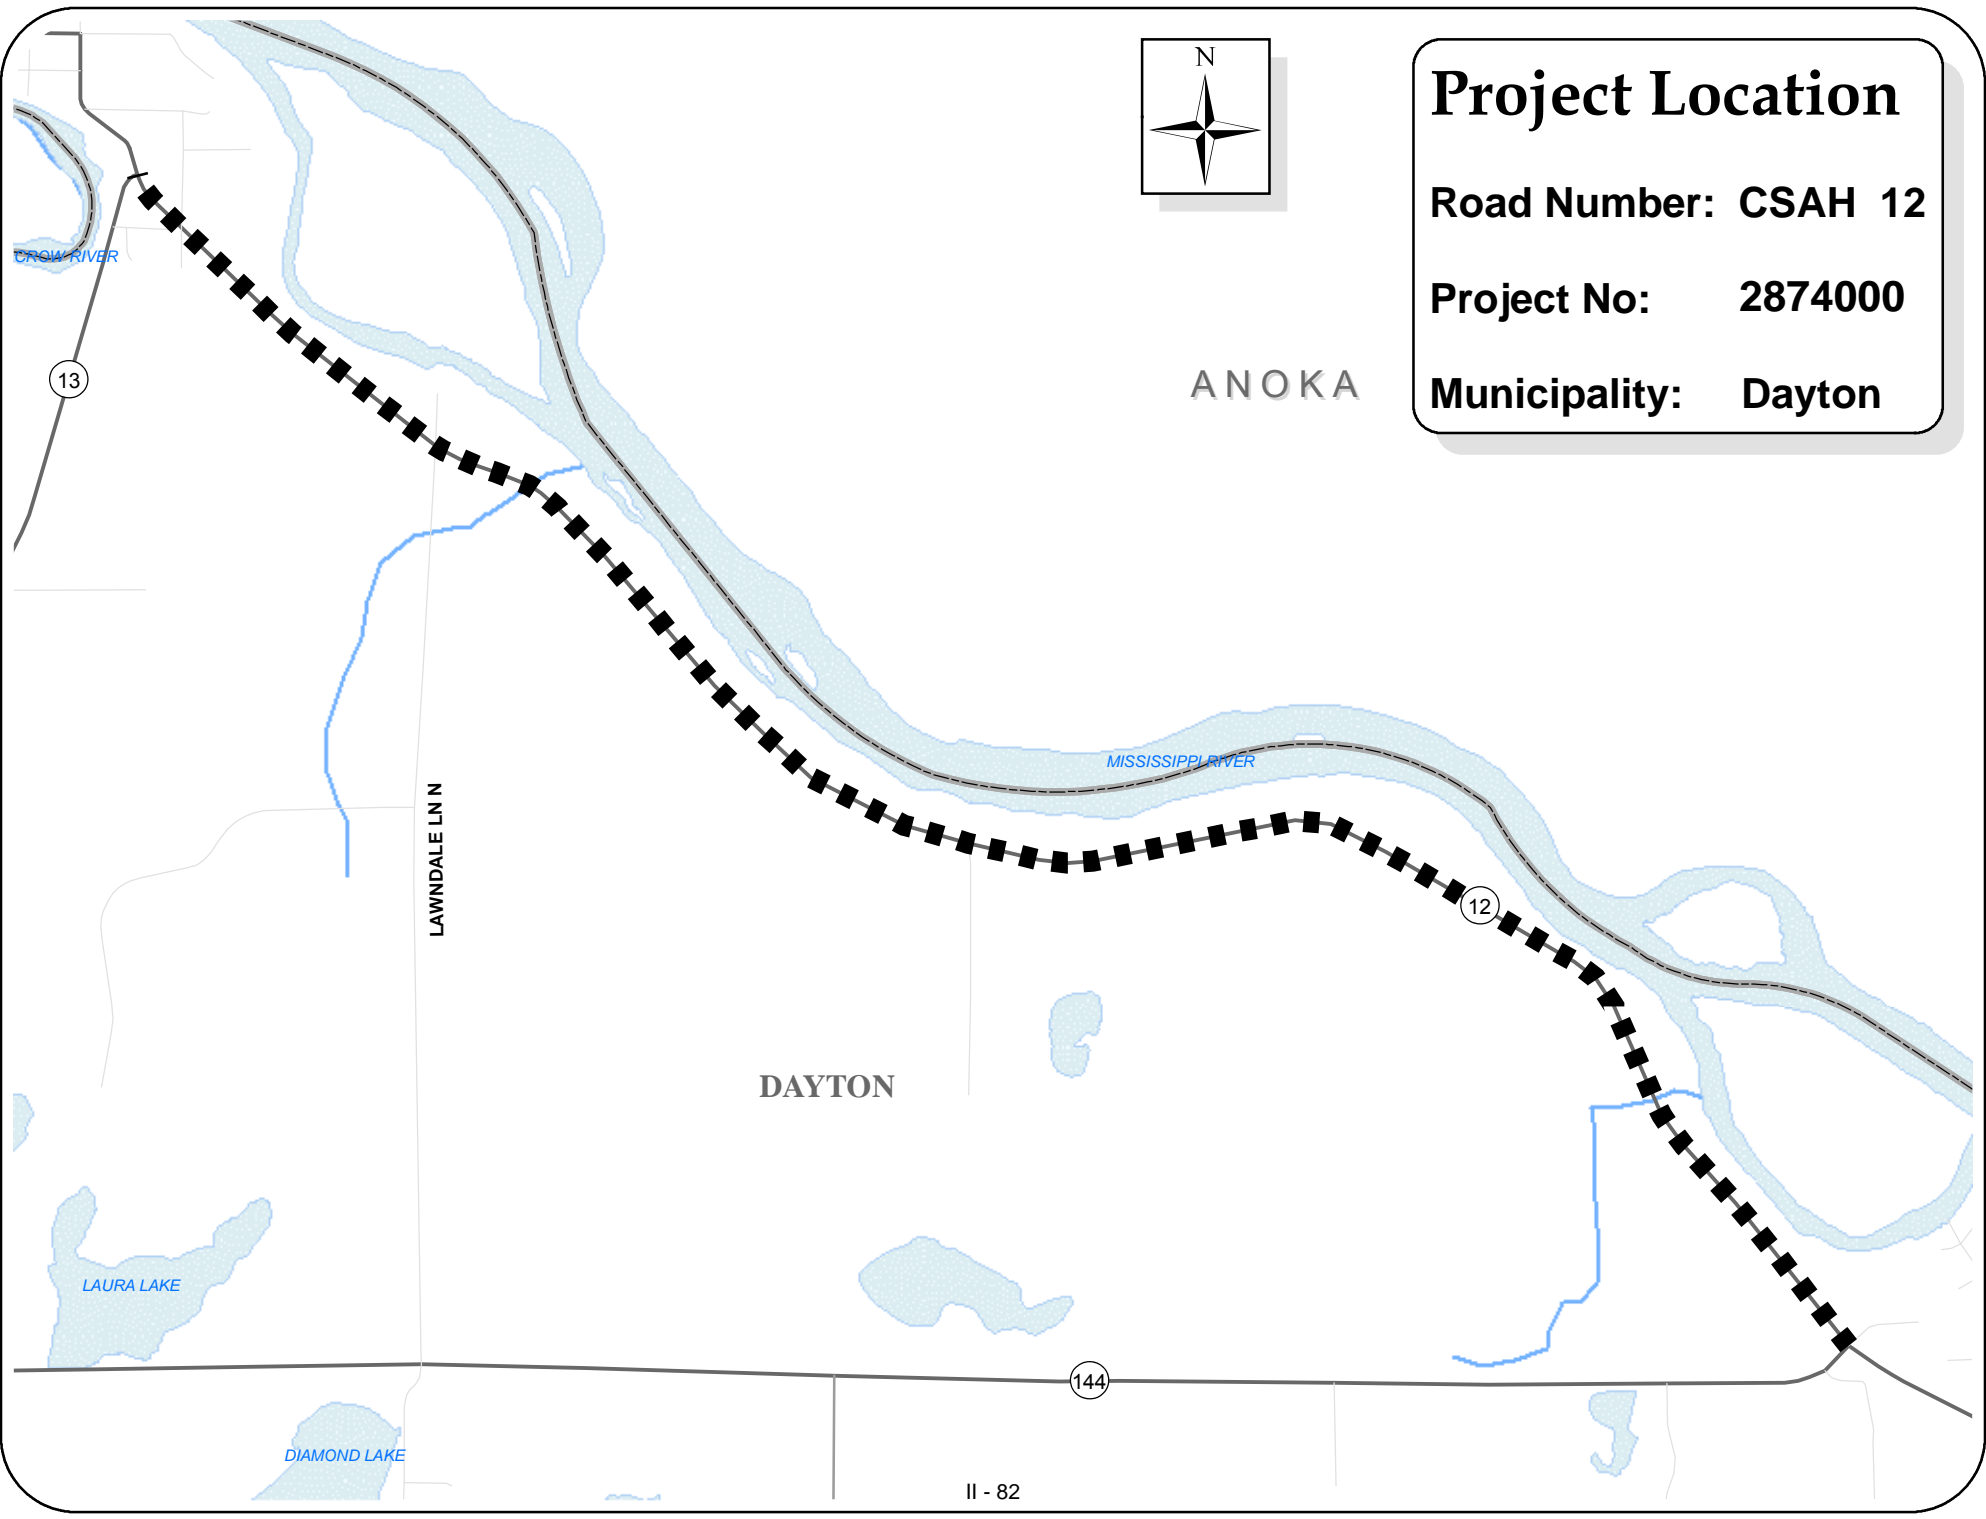 N
Project Location
Road Number: CSAH 12
Project No: 2874000
Municipality: Dayton
CROW RIVER
13
ANOKA
MISSISSIPPI RIVER
LAWNDALE LN N
12
DAYTON
LAURA LAKE
144
DIAMOND LAKE
II - 82